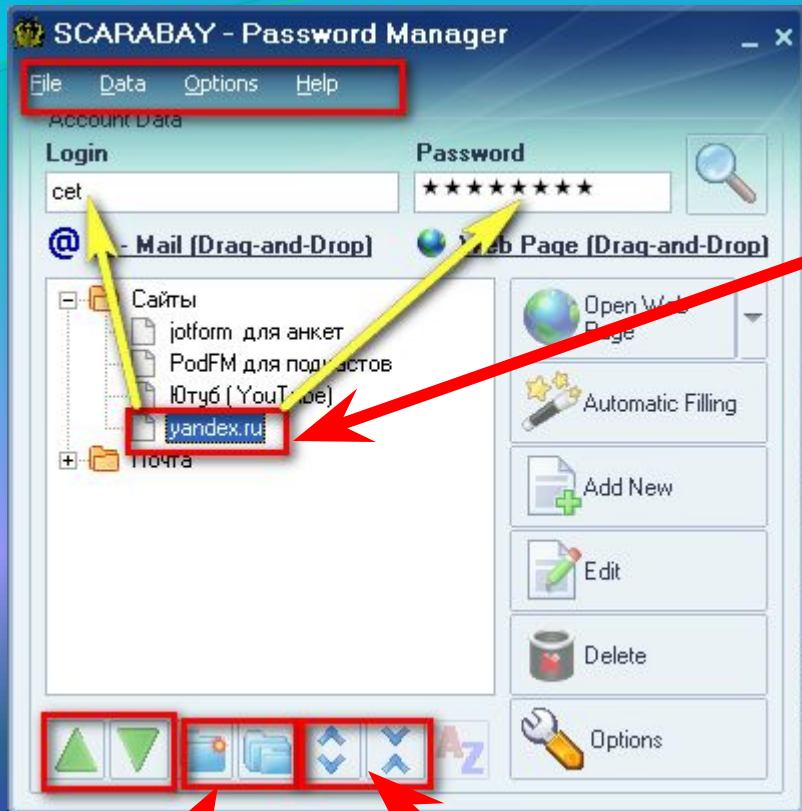 SCARABAY - Password Manager
File Data Options Help
Account Data
Login Password
cet ★★★★★★★★
@ - Mail (Drag-and-Drop) Web Page (Drag-and-Drop)
Сайты
jotform для анкет
PodFM для подкастов
Ютуб ( YouTube)
yandex.ru
Почта
Open Web Page
Automatic Filling
Add New
Edit
Delete
Options
AZ